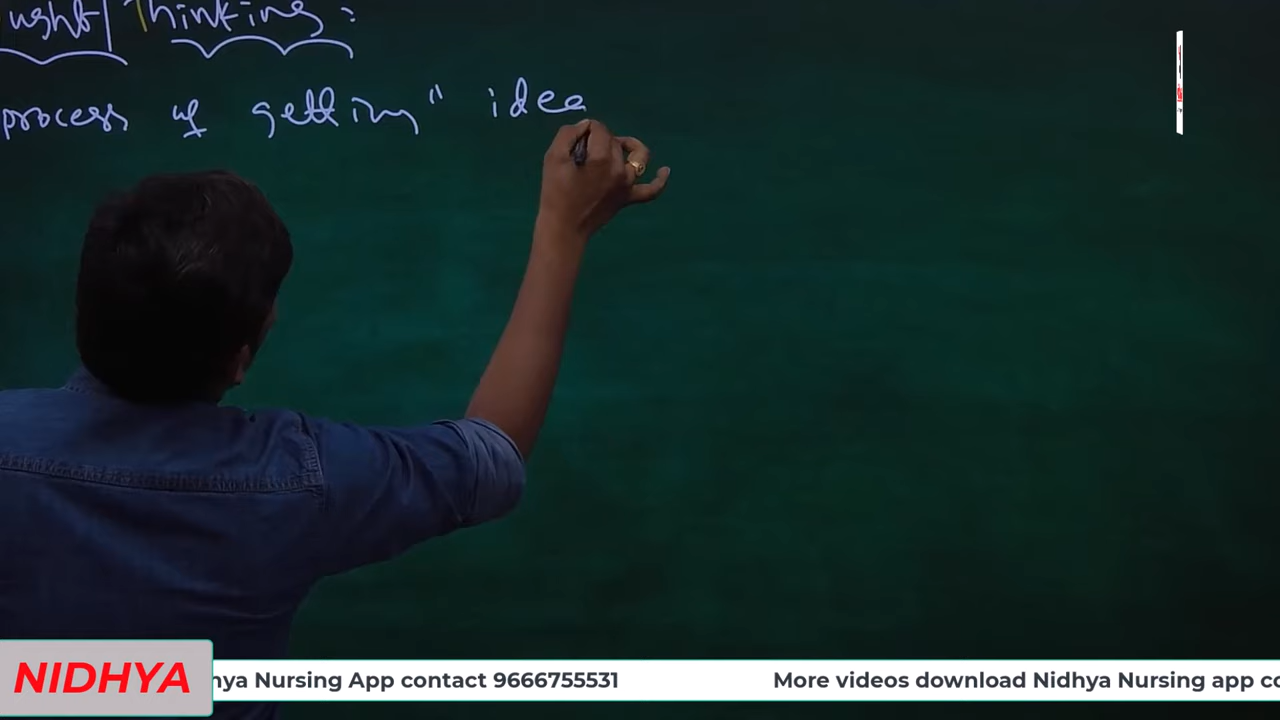 ught/ Thinking:
process of getting" idea
NIDHYA
hya Nursing App contact 9666755531 More videos download Nidhya Nursing app co